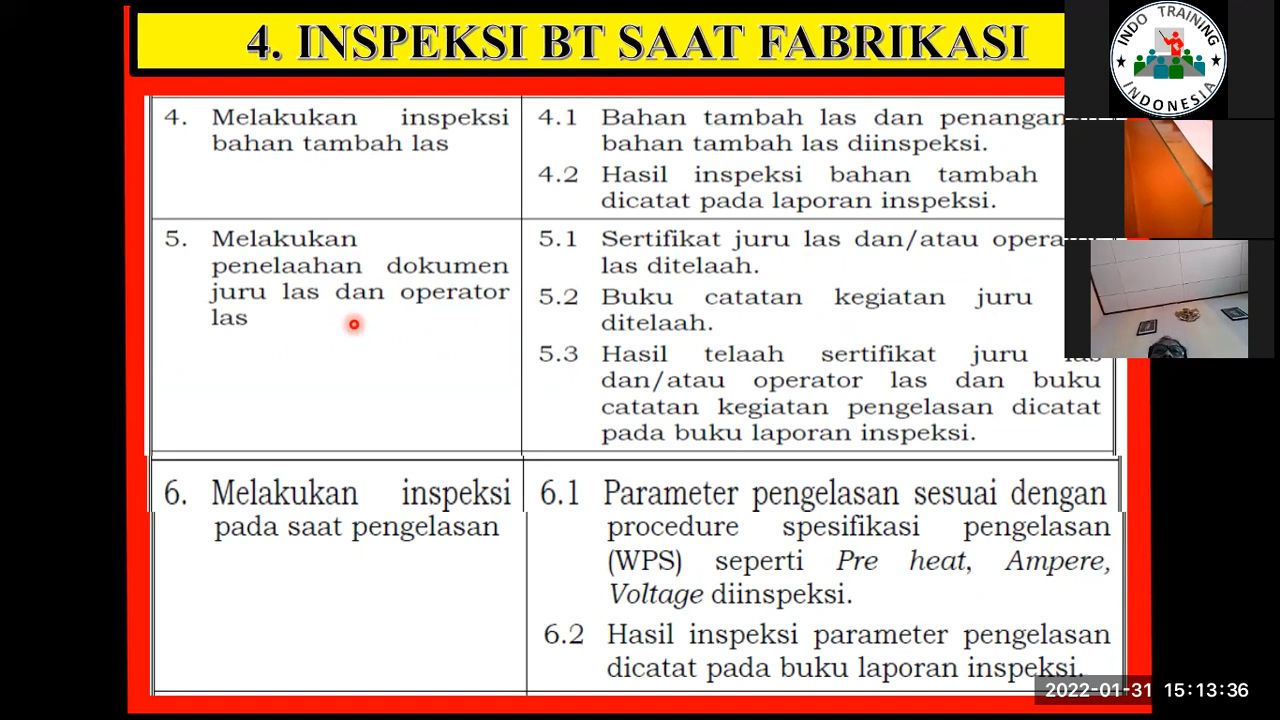 4. INSPEKSI BT SAAT FABRIKASI
INDO TRAINING
INDONESIA
4. Melakukan inspeksi
bahan tambah las
4.1 Bahan tambah las dan
bahan tambah las diinspeksi.
4.2 Hasil inspeksi bahan tambah
dicatat pada laporan inspeksi.
5. Melakukan
penelaahan dokumen
juru las dan operator
las
5.1 Sertifikat juru las dan/atau
las ditelaah.
5.2 Buku catatan kegiatan juru
ditelaah.
5.3 Hasil telaah sertifikat juru las
dan/atau operator las dan buku
catatan kegiatan pengelasan dicatat
pada buku laporan inspeksi.
6. Melakukan inspeksi
pada saat pengelasan
6.1 Parameter pengelasan sesuai dengan
procedure spesifikasi pengelasan
(WPS) seperti Pre heat, Ampere,
Voltage diinspeksi.
6.2 Hasil inspeksi parameter pengelasan
dicatat pada buku laporan inspeksi.
2022-01-31 15:13:36